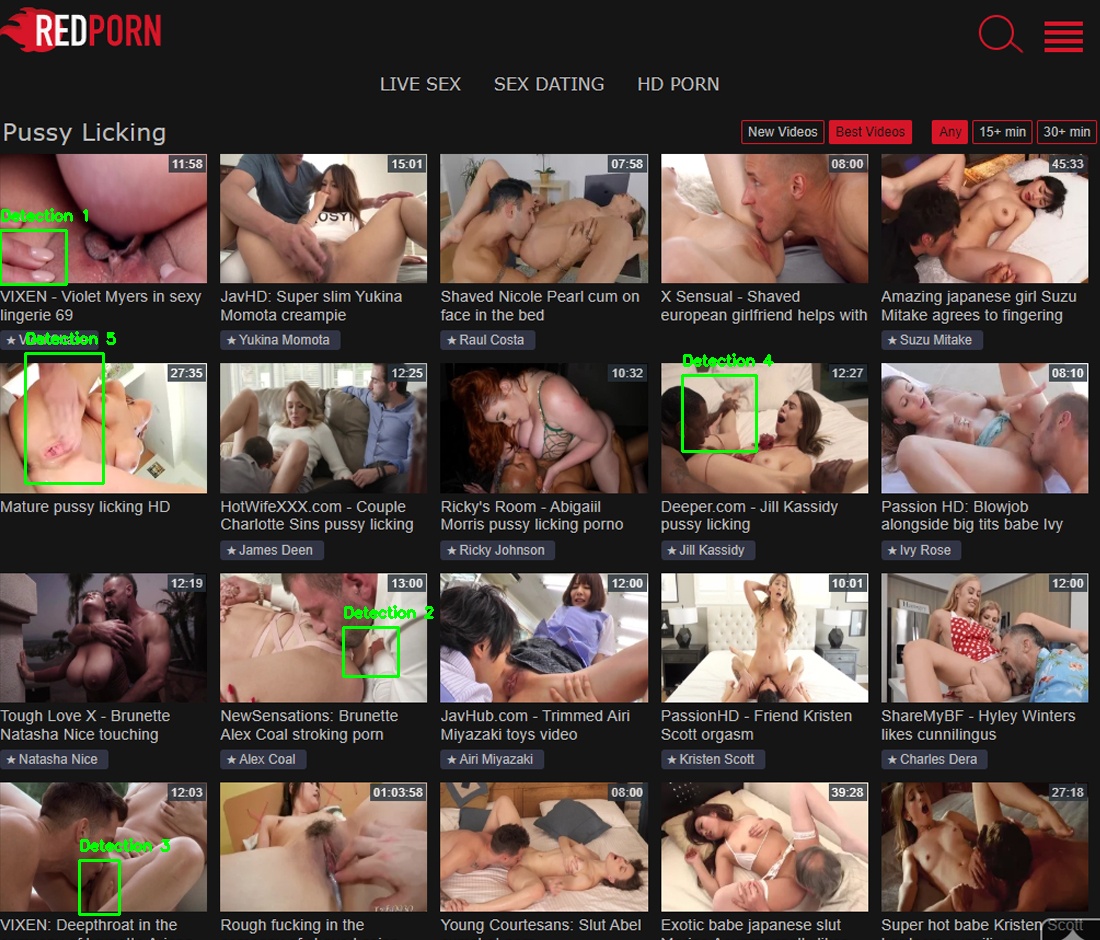 REDPORN
LIVE SEX SEX DATING HD PORN
Pussy Licking
New Videos Best Videos Any 15+ min 30+ min
11:58
15:01
07:58
08:00
45:33
Detection 1
VIXEN - Violet Myers in sexy
lingerie 69
JavHD: Super slim Yukina
Momota creampie
★ Yukina Momota
Shaved Nicole Pearl cum on
face in the bed
★ Raul Costa
X Sensual - Shaved
european girlfriend helps with
Amazing japanese girl Suzu
Mitake agrees to fingering
★ Suzu Mitake
Detection 5
27:35
12:25
10:32
Detection 4
12:27
08:10
Mature pussy licking HD
HotWifeXXX.com - Couple
Charlotte Sins pussy licking
★ James Deen
Ricky's Room - Abigaiil
Morris pussy licking porno
★ Ricky Johnson
Deeper.com - Jill Kassidy
pussy licking
★ Jill Kassidy
Passion HD: Blowjob
alongside big tits babe Ivy
★ Ivy Rose
12:19
13:00
12:00
10:01
12:00
Detection 2
Tough Love X - Brunette
Natasha Nice touching
★ Natasha Nice
NewSensations: Brunette
Alex Coal stroking porn
★ Alex Coal
JavHub.com - Trimmed Airi
Miyazaki toys video
★ Airi Miyazaki
PassionHD - Friend Kristen
Scott orgasm
★ Kristen Scott
ShareMyBF - Hyley Winters
likes cunnilingus
★ Charles Dera
12:03
01:03:58
08:00
39:28
27:18
Detection 3
VIXEN: Deepthroat in the
Rough fucking in the
Young Courtesans: Slut Abel
Exotic babe japanese slut
Super hot babe Kristen Scott